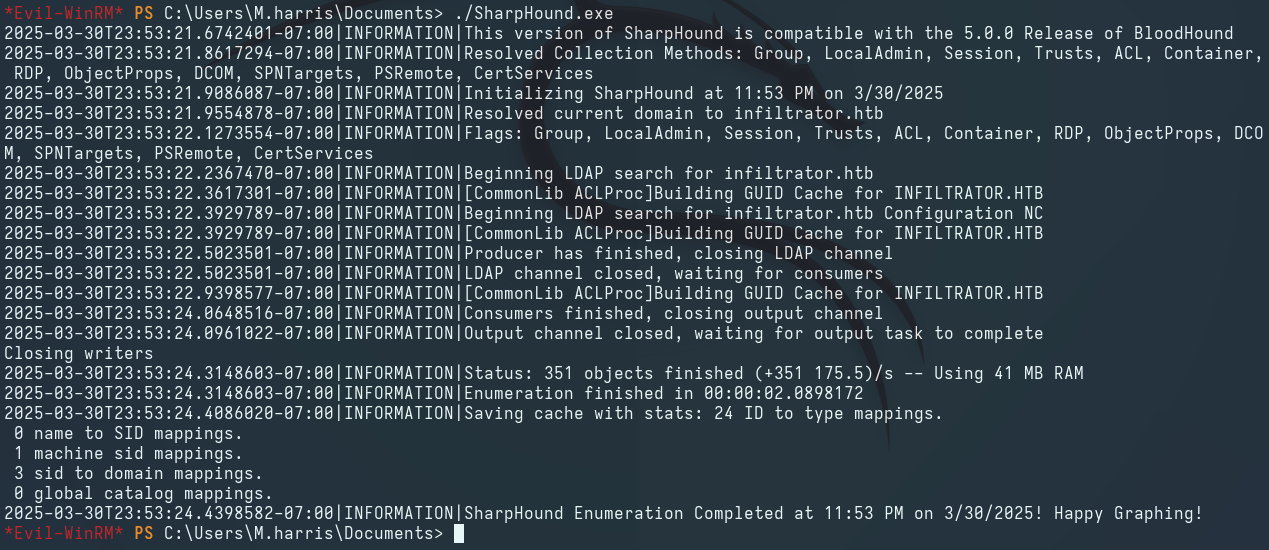 *Evil-WinRM* PS C:\Users\M.harris\Documents> ./SharpHound.exe
2025-03-30T23:53:21.6742401-07:00|INFORMATION|This version of SharpHound is compatible with the 5.0.0 Release of BloodHound
2025-03-30T23:53:21.8617294-07:00|INFORMATION|Resolved Collection Methods: Group, LocalAdmin, Session, Trusts, ACL, Container,
 RDP, ObjectProps, DCOM, SPNTargets, PSRemote, CertServices
2025-03-30T23:53:21.9086087-07:00|INFORMATION|Initializing SharpHound at 11:53 PM on 3/30/2025
2025-03-30T23:53:21.9554878-07:00|INFORMATION|Resolved current domain to infiltrator.htb
2025-03-30T23:53:22.1273554-07:00|INFORMATION|Flags: Group, LocalAdmin, Session, Trusts, ACL, Container, RDP, ObjectProps, DCO
M, SPNTargets, PSRemote, CertServices
2025-03-30T23:53:22.2367470-07:00|INFORMATION|Beginning LDAP search for infiltrator.htb
2025-03-30T23:53:22.3617301-07:00|INFORMATION|[CommonLib ACLProc]Building GUID Cache for INFILTRATOR.HTB
2025-03-30T23:53:22.3929789-07:00|INFORMATION|Beginning LDAP search for infiltrator.htb Configuration NC
2025-03-30T23:53:22.3929789-07:00|INFORMATION|[CommonLib ACLProc]Building GUID Cache for INFILTRATOR.HTB
2025-03-30T23:53:22.5023501-07:00|INFORMATION|Producer has finished, closing LDAP channel
2025-03-30T23:53:22.5023501-07:00|INFORMATION|LDAP channel closed, waiting for consumers
2025-03-30T23:53:22.9398577-07:00|INFORMATION|[CommonLib ACLProc]Building GUID Cache for INFILTRATOR.HTB
2025-03-30T23:53:24.0648516-07:00|INFORMATION|Consumers finished, closing output channel
2025-03-30T23:53:24.0961022-07:00|INFORMATION|Output channel closed, waiting for output task to complete
Closing writers
2025-03-30T23:53:24.3148603-07:00|INFORMATION|Status: 351 objects finished (+351 175.5)/s -- Using 41 MB RAM
2025-03-30T23:53:24.3148603-07:00|INFORMATION|Enumeration finished in 00:00:02.0898172
2025-03-30T23:53:24.4086020-07:00|INFORMATION|Saving cache with stats: 24 ID to type mappings.
 0 name to SID mappings.
 1 machine sid mappings.
 3 sid to domain mappings.
 0 global catalog mappings.
2025-03-30T23:53:24.4398582-07:00|INFORMATION|SharpHound Enumeration Completed at 11:53 PM on 3/30/2025! Happy Graphing!
*Evil-WinRM* PS C:\Users\M.harris\Documents>